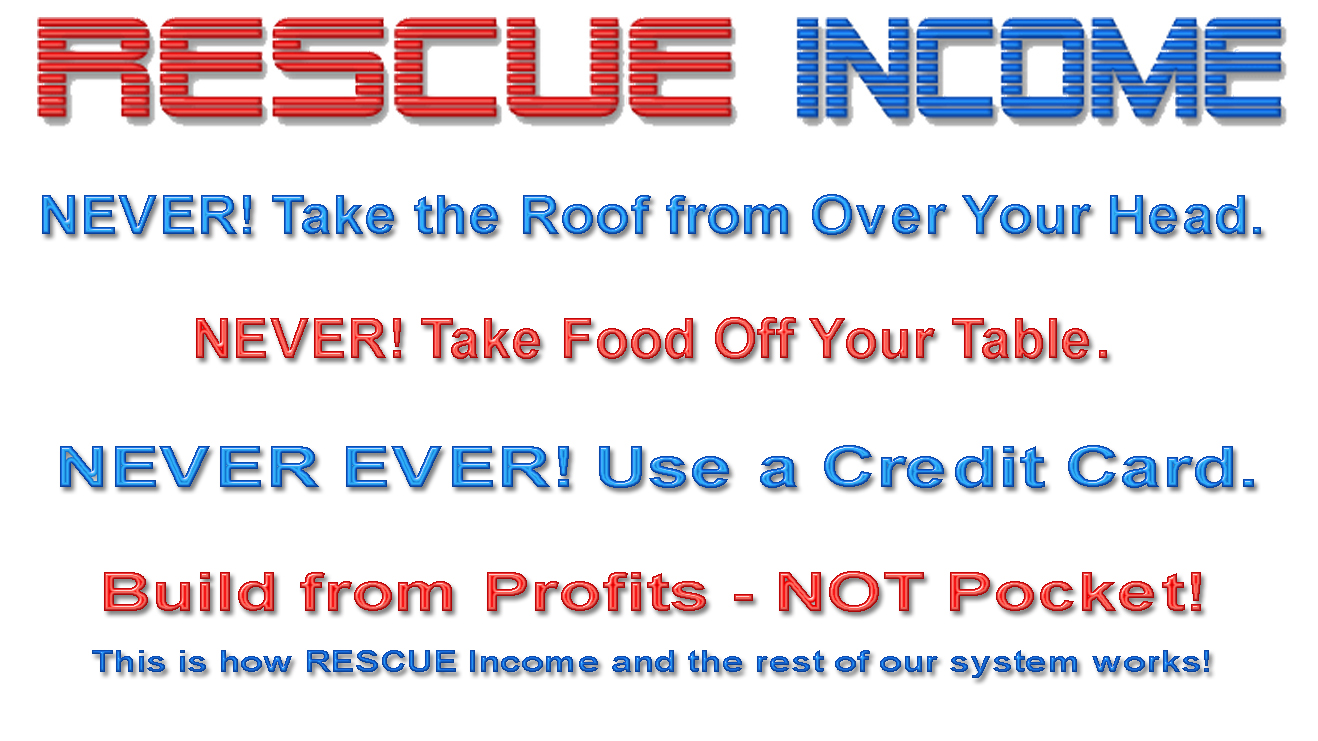 RESCUE INCOME
NEVER! Take the Roof from Over Your Head.
NEVER! Take Food Off Your Table.
NEVER EVER! Use a Credit Card.
Build from Profits - NOT Pocket!
This is how RESCUE Income and the rest of our system works!